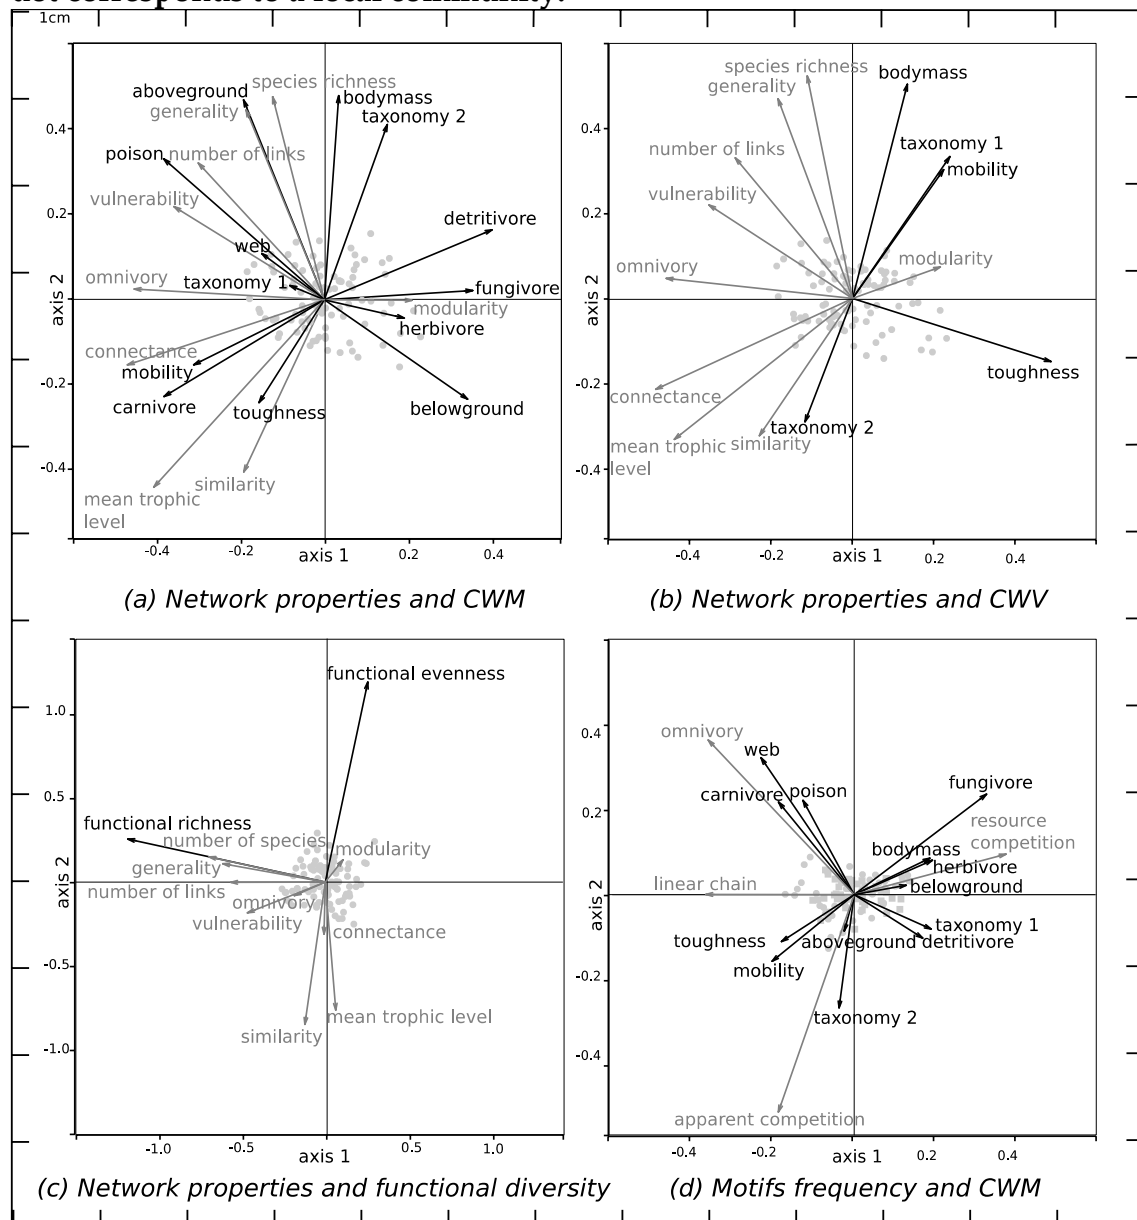 1cm
species richness
aboveground
bodymass
generality
taxonomy 2
0.4
poison
number of links
vulnerability
0.2
detritivore
web
omnivory
taxonomy 1
fungivore
axis 2
0
modularity
herbivore
connectance
mobility
-0.2
carnivore
toughness
belowground
-0.4
similarity
mean trophic
level
-0.4
-0.2
0.2
0.4
axis 1
(a) Network properties and CWM
species richness
bodymass
generality
0.4
number of links
taxonomy 1
mobility
vulnerability
0.2
omnivory
modularity
axis 2
0
toughness
-0.2
connectance
taxonomy 2
mean trophic
similarity
level
-0.4
-0.4
-0.2
0.2
0.4
axis 1
(b) Network properties and CWV
functional evenness
1.0
0.5
functional richness
number of species
modularity
generality
axis 2
0
number of links
omnivory
vulnerability
connectance
-0.5
mean trophic level
similarity
-1.0
-1.0
-0.5
0.5
1.0
axis 1
(c) Network properties and functional diversity
0.4
omnivory
web
fungivore
carnivore
poison
0.2
resource
competition
bodymass
herbivore
linear chain
belowground
axis 2
0
taxonomy 1
toughness
aboveground
detritivore
mobility
-0.2
taxonomy 2
-0.4
apparent competition
-0.4
-0.2
0.2
0.4
axis 1
(d) Motifs frequency and CWM